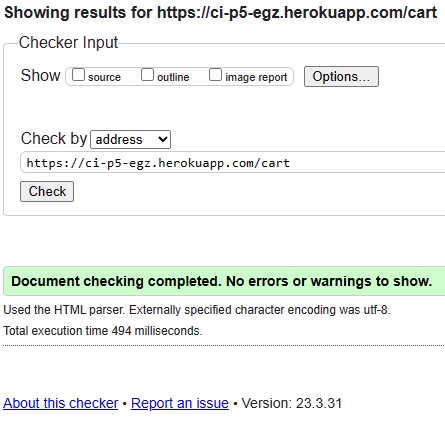 Showing results for https://ci-p5-egz.herokuapp.com/cart
Checker Input
Show source outline image report Options...
Check by address
https://ci-p5-egz.herokuapp.com/cart
Check
Document checking completed. No errors or warnings to show.
Used the HTML parser. Externally specified character encoding was utf-8.
Total execution time 494 milliseconds.
About this checker • Report an issue • Version: 23.3.31